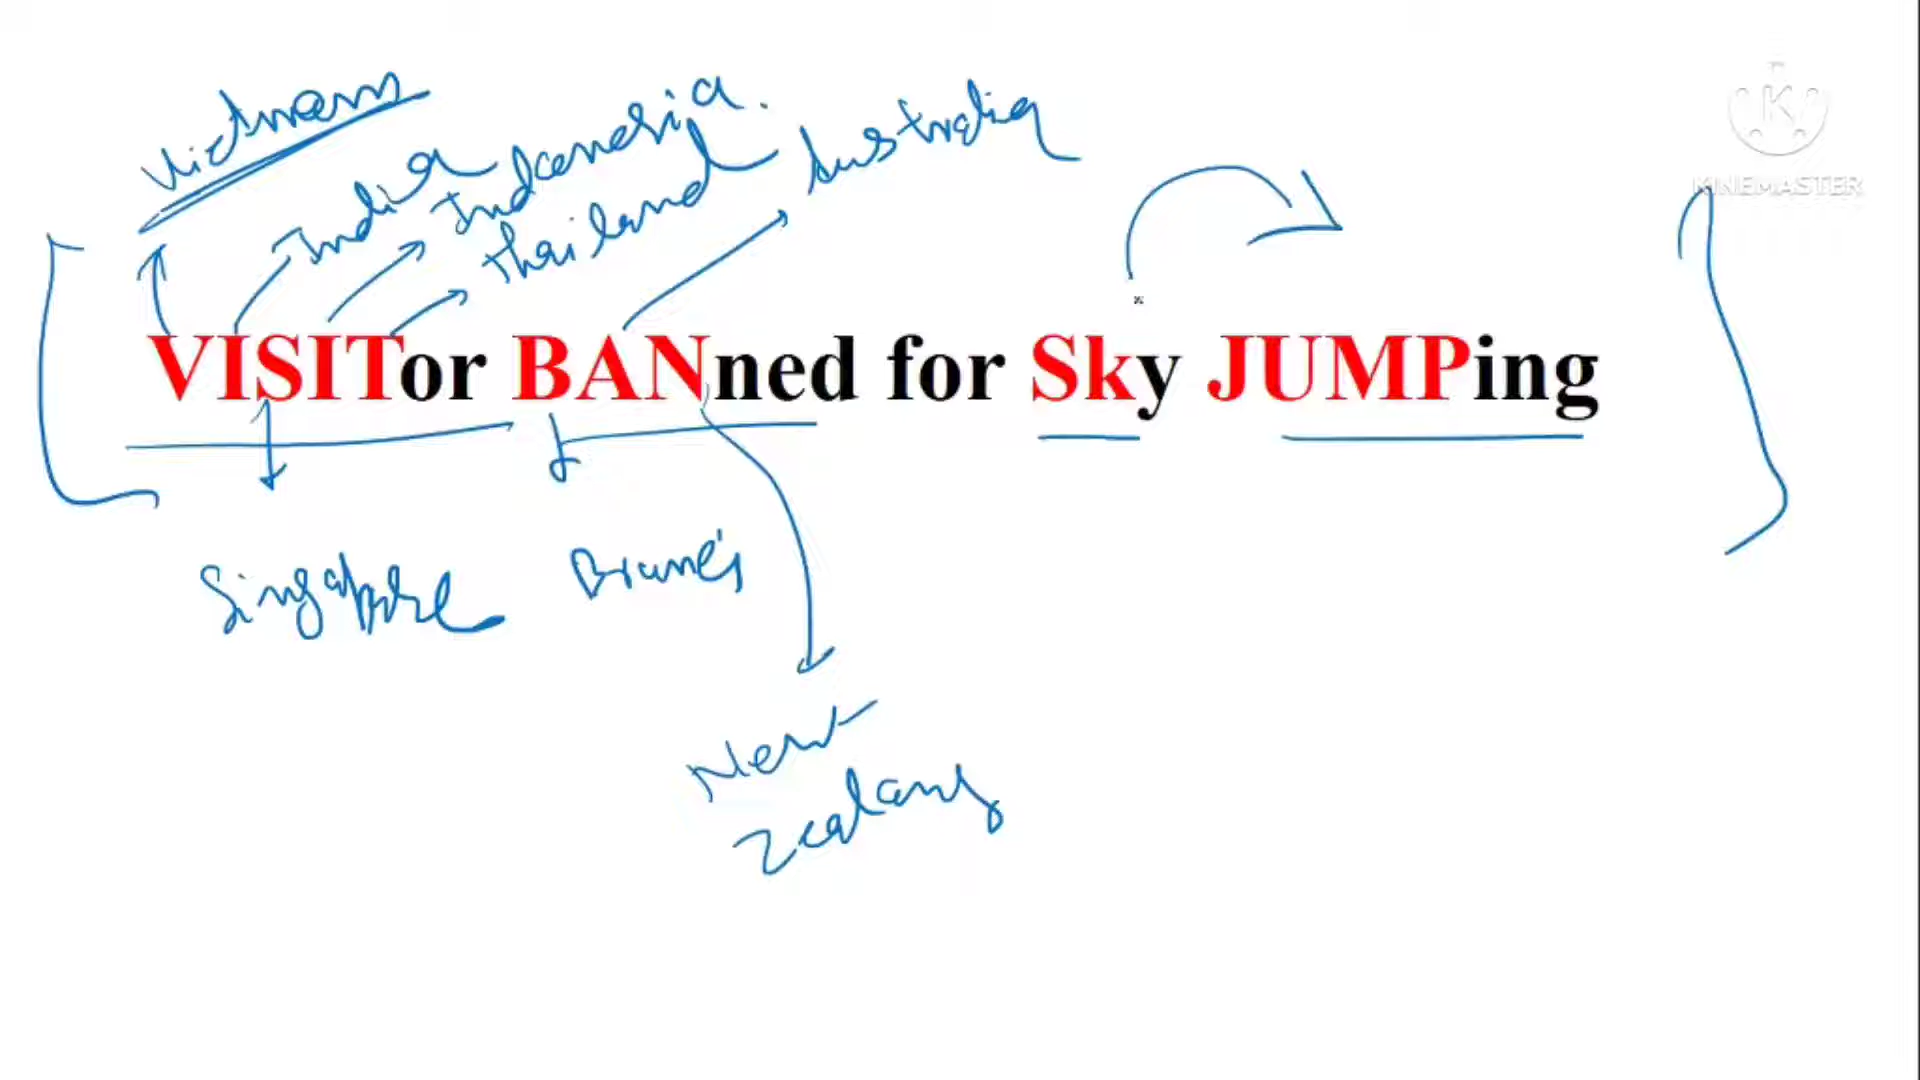 Vietnam
India
Indonesia.
Thailand
Australia
K
KINEMASTER
VISITor BANned for Sky JUMPing
Singapore
Brunei
New
Zealand